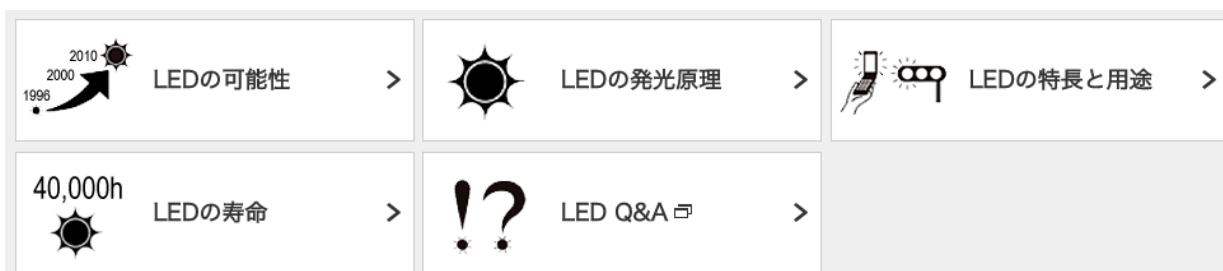 2010
2000
1996
LEDの可能性
LEDの発光原理
LEDの特長と用途
40,000h
LEDの寿命
!?
LED Q&A